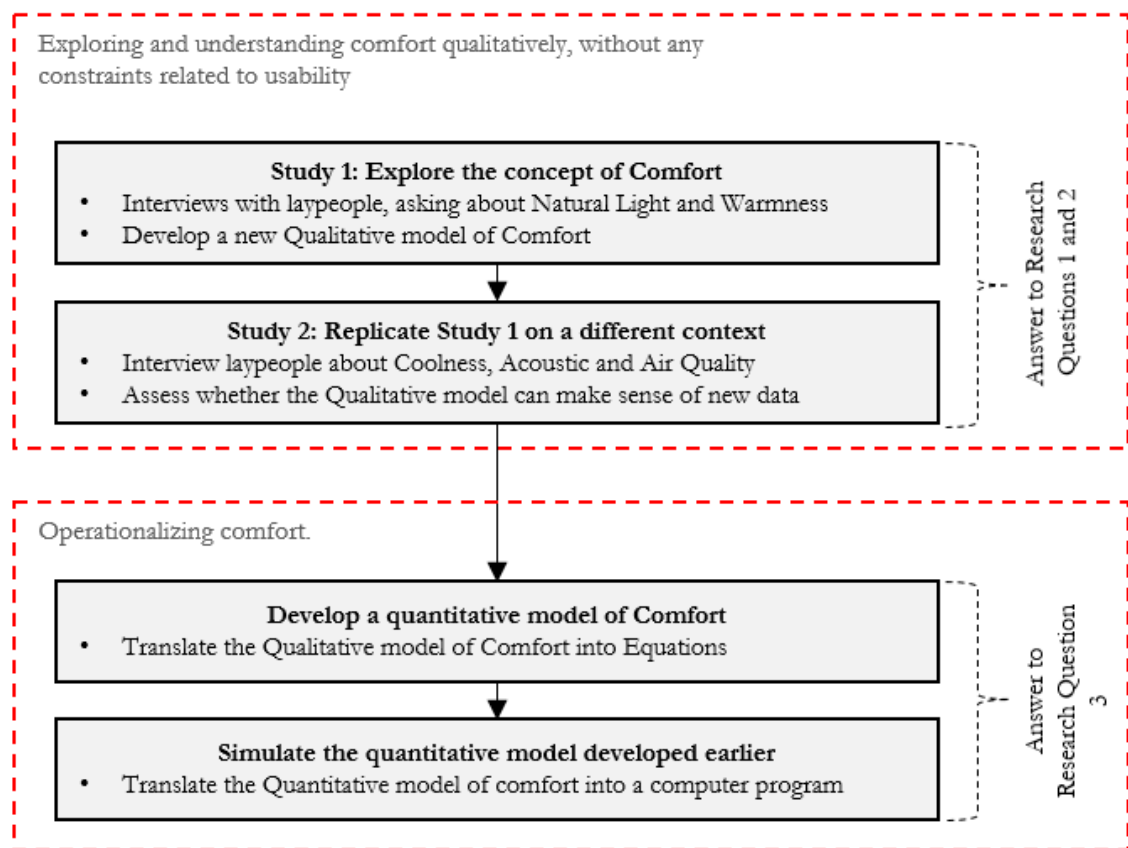 Exploring and understanding comfort qualitatively, without any
constraints related to usability
Study 1: Explore the concept of Comfort
• Interviews with laypeople, asking about Natural Light and Warmness
• Develop a new Qualitative model of Comfort
Study 2: Replicate Study 1 on a different context
• Interview laypeople about Coolness, Acoustic and Air Quality
• Assess whether the Qualitative model can make sense of new data
Answer to Research
Questions 1 and 2
Operationalizing comfort.
Develop a quantitative model of Comfort
• Translate the Qualitative model of Comfort into Equations
Simulate the quantitative model developed earlier
• Translate the Quantitative model of comfort into a computer program
Answer to
Research Question
3